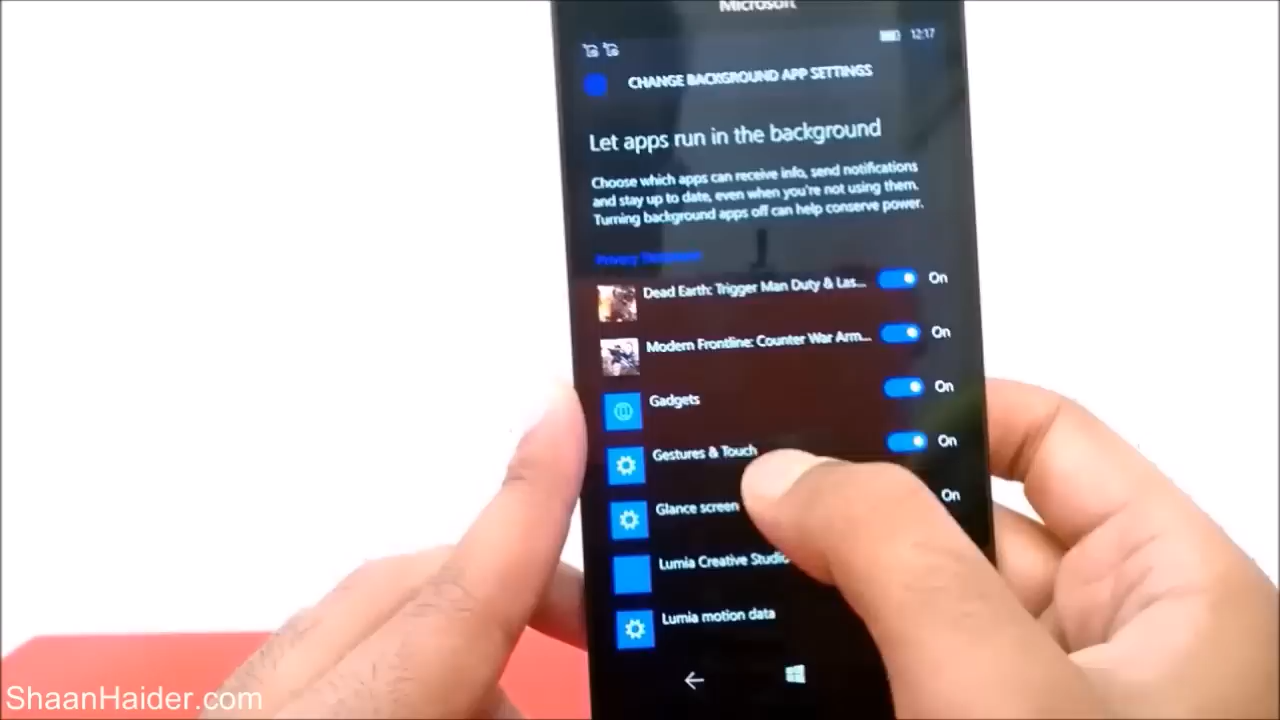 Microsoft
12:17
CHANGE BACKGROUND APP SETTINGS
Let apps run in the background
Choose which apps can receive info, send notifications
and stay up to date, even when you're not using them.
Turning background apps off can help conserve power.
Privacy Statement
Dead Earth: Trigger Man Duty & Las... On
Modern Frontline: Counter War Arm... On
Gadgets On
Gestures & Touch On
Glance screen On
Lumia Creative Studio
Lumia motion data
ShaanHaider.com